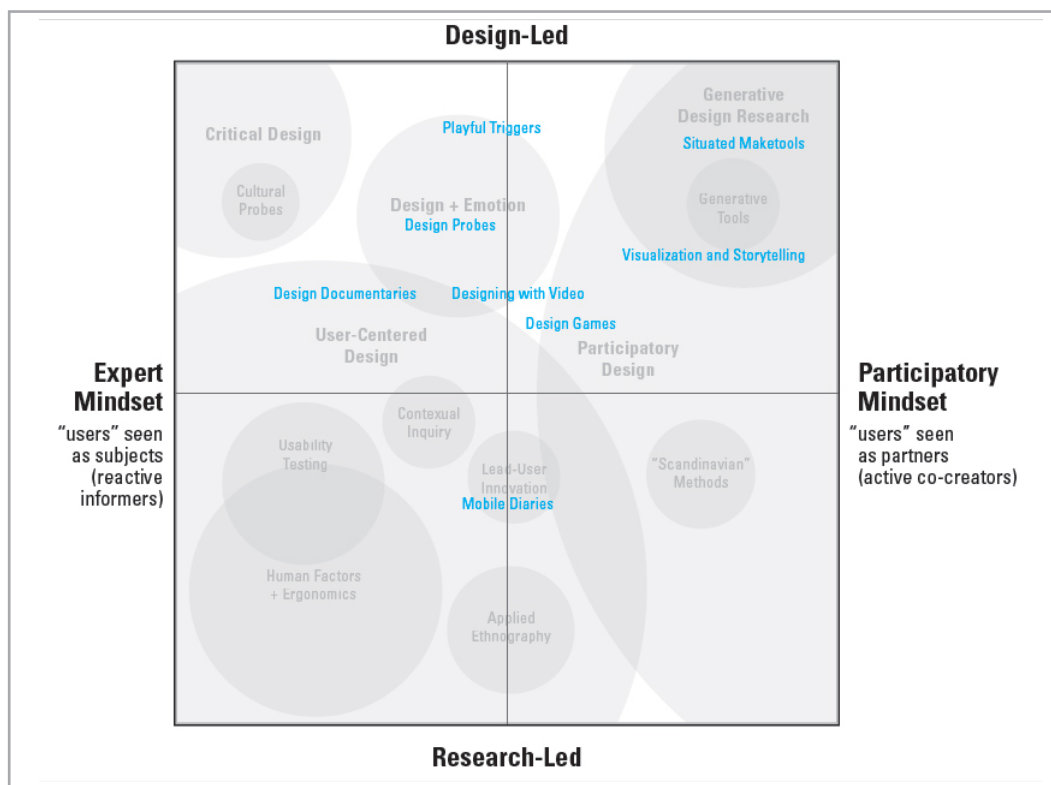 Design-Led
Generative
Design Research
Playful Triggers
Critical Design
Situated Maketools
Cultural
Probes
Generative
Tools
Design + Emotion
Design Probes
Visualization and Storytelling
Design Documentaries
Designing with Video
Design Games
User-Centered
Design
Participatory
Design
Expert
Mindset
"users" seen
as subjects
(reactive
informers)
Participatory
Mindset
"users" seen
as partners
(active co-creators)
Contexual
Inquiry
Usability
Testing
Lead-User
Innovation
"Scandinavian"
Methods
Mobile Diaries
Human Factors
+ Ergonomics
Applied
Ethnography
Research-Led